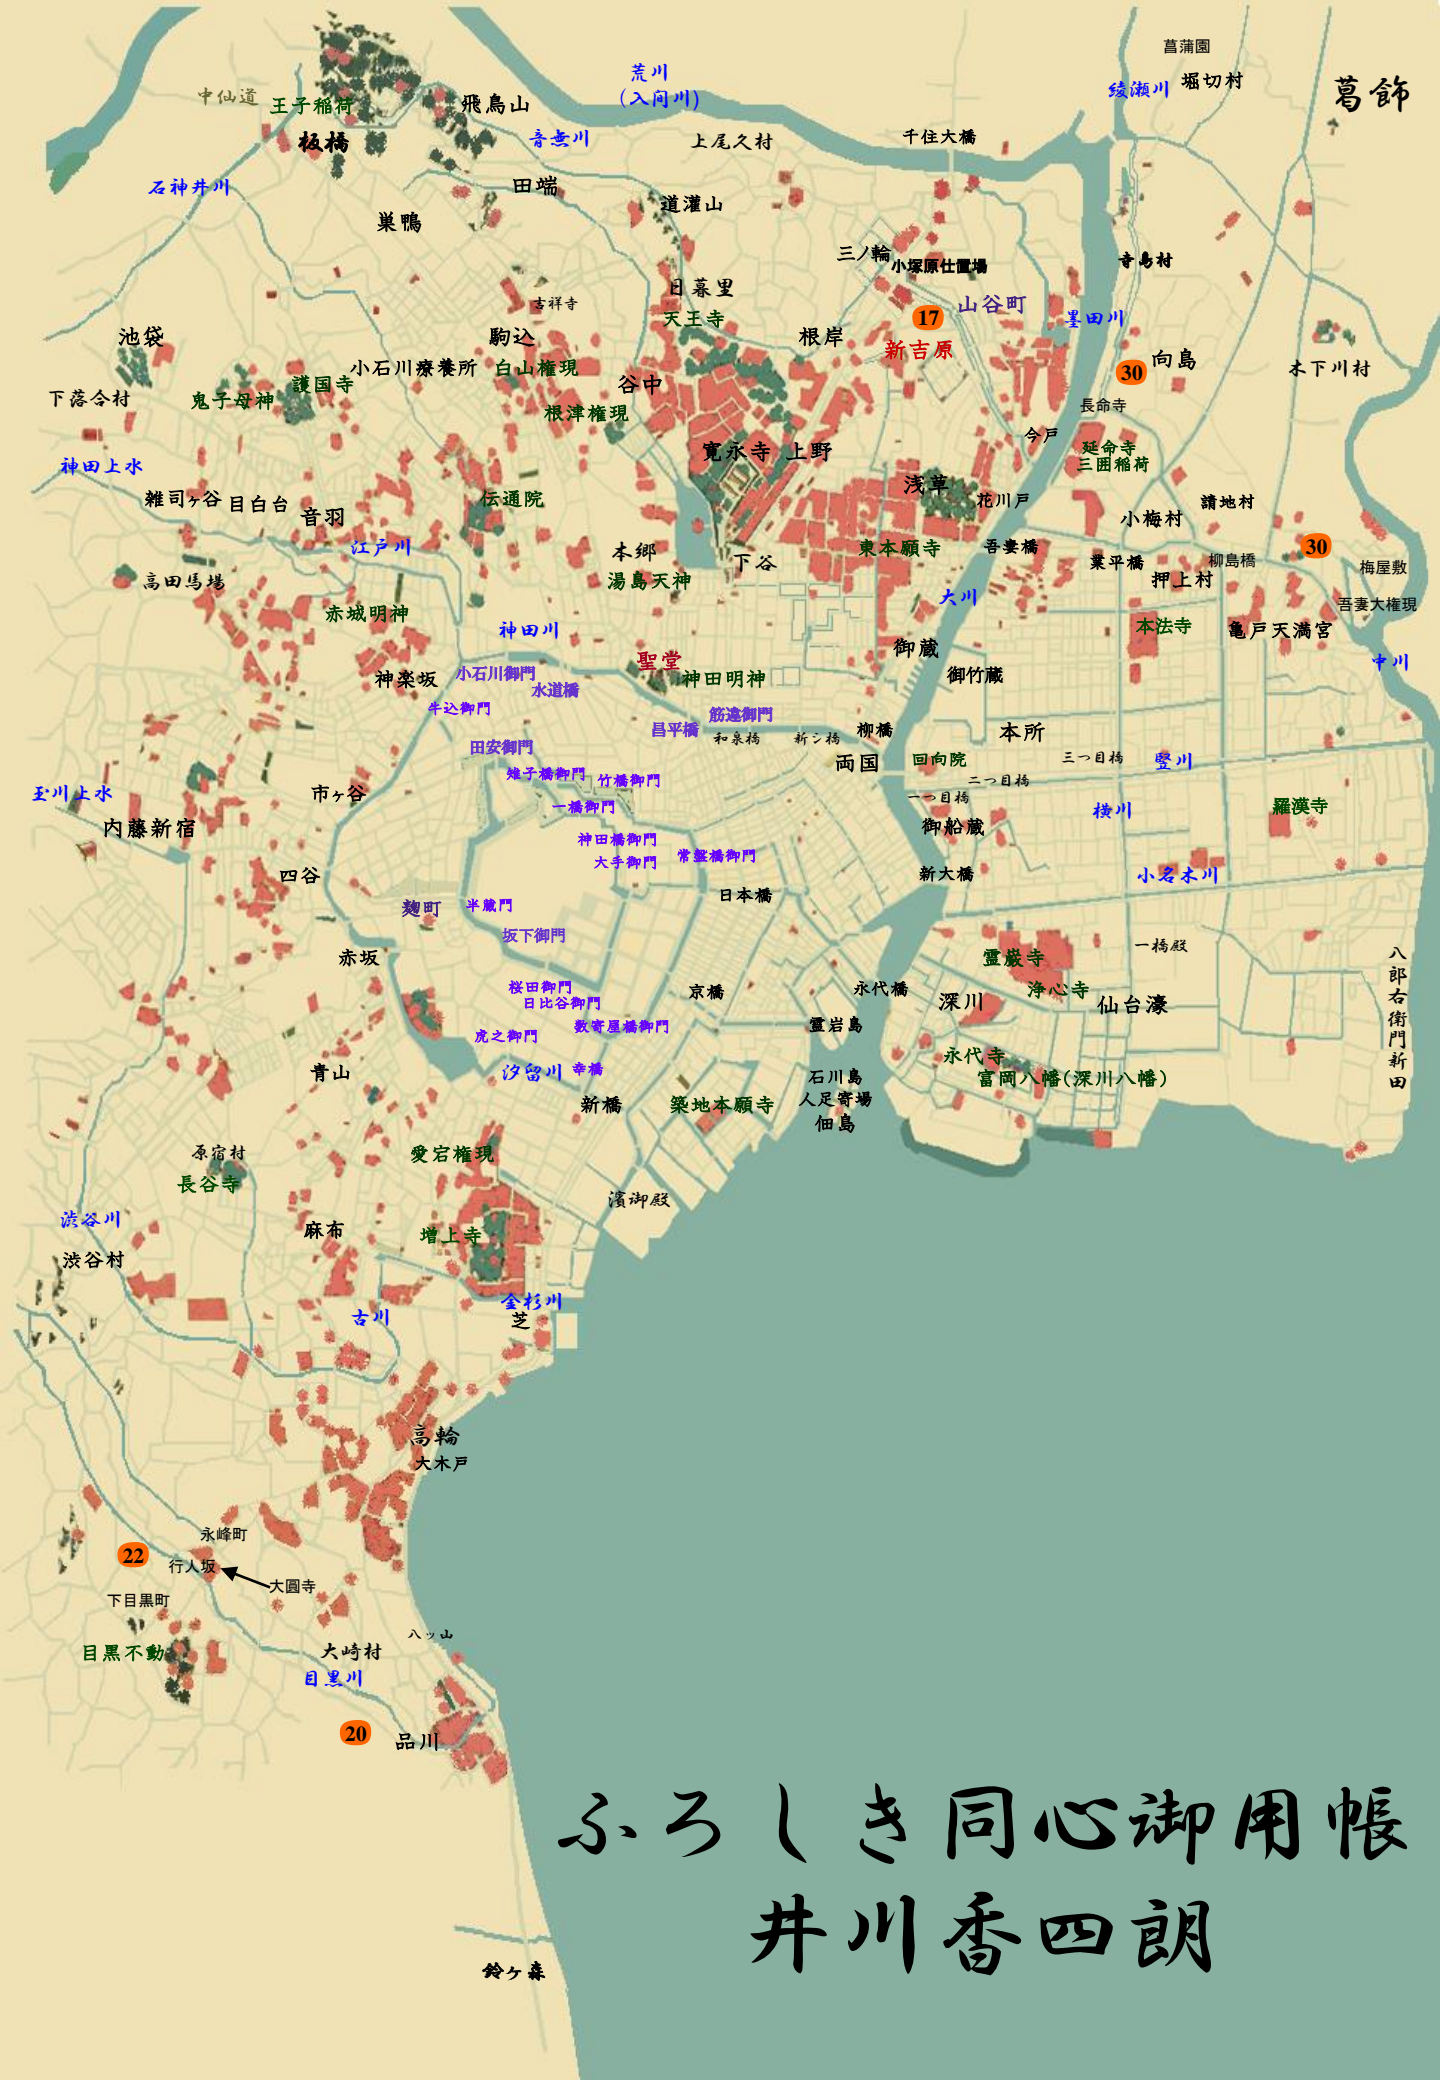 菖蒲園
堀切村
葛飾
綾瀬川
荒川
(入间川)
中仙道
王子稲荷
飛鳥山
板橋
音無川
上尾久村
千住大橋
石神井川
田端
道灌山
巣鴨
三ノ輪
小塚原仕置場
寺島村
日暮里
吉祥寺
山谷町
天王寺
17
墨田川
池袋
駒込
根岸
新吉原
向島
小石川療養所
白山権現
30
木下川村
護国寺
谷中
下落合村
鬼子母神
根津権現
長命寺
今戸
延命寺
三囲稲荷
寛永寺
上野
神田上水
浅草
雑司ヶ谷
目白台
伝通院
花川戸
請地村
音羽
小梅村
江戸川
本郷
下谷
東本願寺
吾妻橋
30
業平橋
柳島橋
梅屋敷
高田馬場
湯島天神
押上村
大川
吾妻大権現
赤城明神
神田川
本法寺
亀戸天満宮
御蔵
聖堂
中川
小石川御門
神楽坂
神田明神
御竹蔵
水道橋
牛込御門
筋違御門
昌平橋
和泉橋
新シ橋
柳橋
本所
田安御門
両国
回向院
三つ目橋
竪川
雉子橋御門
竹橋御門
二つ目橋
玉川上水
市ヶ谷
一橋御門
一つ目橋
横川
羅漢寺
内藤新宿
御船蔵
神田橋御門
大手御門
常盤橋御門
四谷
新大橋
小名木川
日本橋
麹町
半蔵門
坂下御門
一橋殿
赤坂
霊巌寺
八郎右衛門新田
桜田御門
京橋
永代橋
浄心寺
日比谷御門
深川
仙台濠
数寄屋橋御門
霊岩島
虎之御門
永代寺
青山
汐留川
幸橋
石川島
富岡八幡(深川八幡)
人足寄場
新橋
築地本願寺
佃島
原宿村
愛宕権現
長谷寺
濱御殿
渋谷川
麻布
増上寺
渋谷村
金杉川
古川
芝
高輪
大木戸
永峰町
22
行人坂
大圓寺
下目黒町
八ッ山
目黒不動
大崎村
目黒川
20
品川
ふろしき同心御用帳
井川香四朗
鈴ヶ森